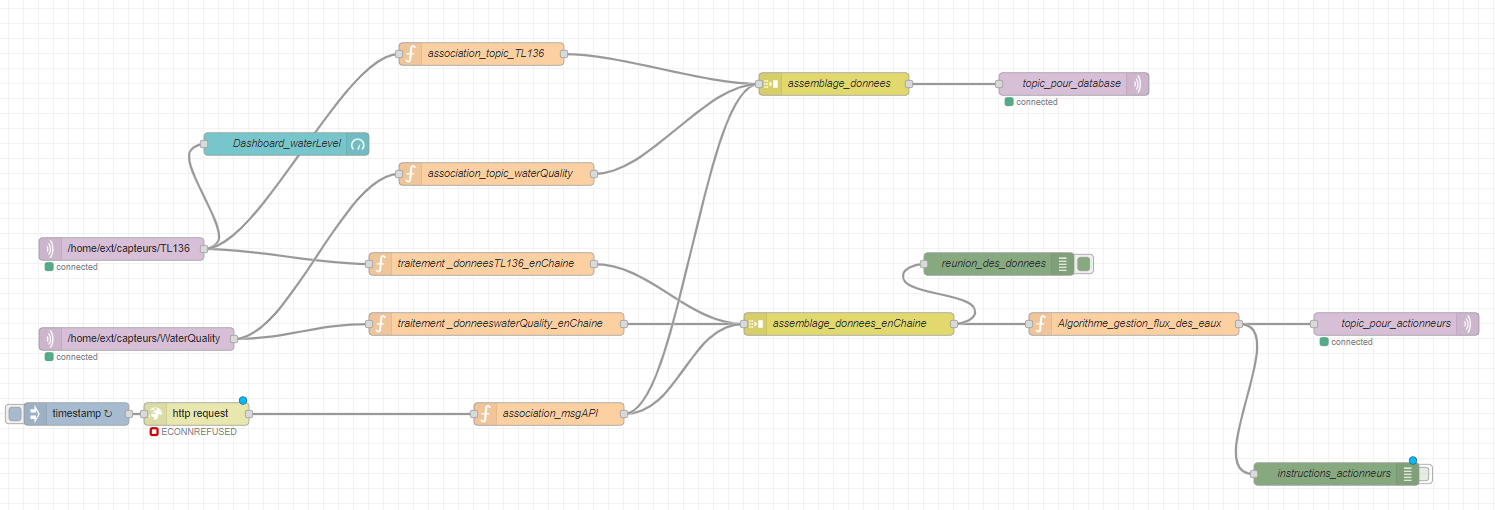 association_topic_TL136
assemblage_donnees
topic_pour_database
connected
Dashboard_waterLevel
association_topic_waterQuality
/home/ext/capteurs/TL136
connected
traitement _donneesTL136_enChaine
reunion_des_donnees
/home/ext/capteurs/WaterQuality
connected
traitement _donneeswaterQuality_enChaine
assemblage_donnees_enChaine
Algorithme_gestion_flux_des_eaux
topic_pour_actionneurs
connected
timestamp ↻
http request
ECONNREFUSED
association_msgAPI
instructions_actionneurs